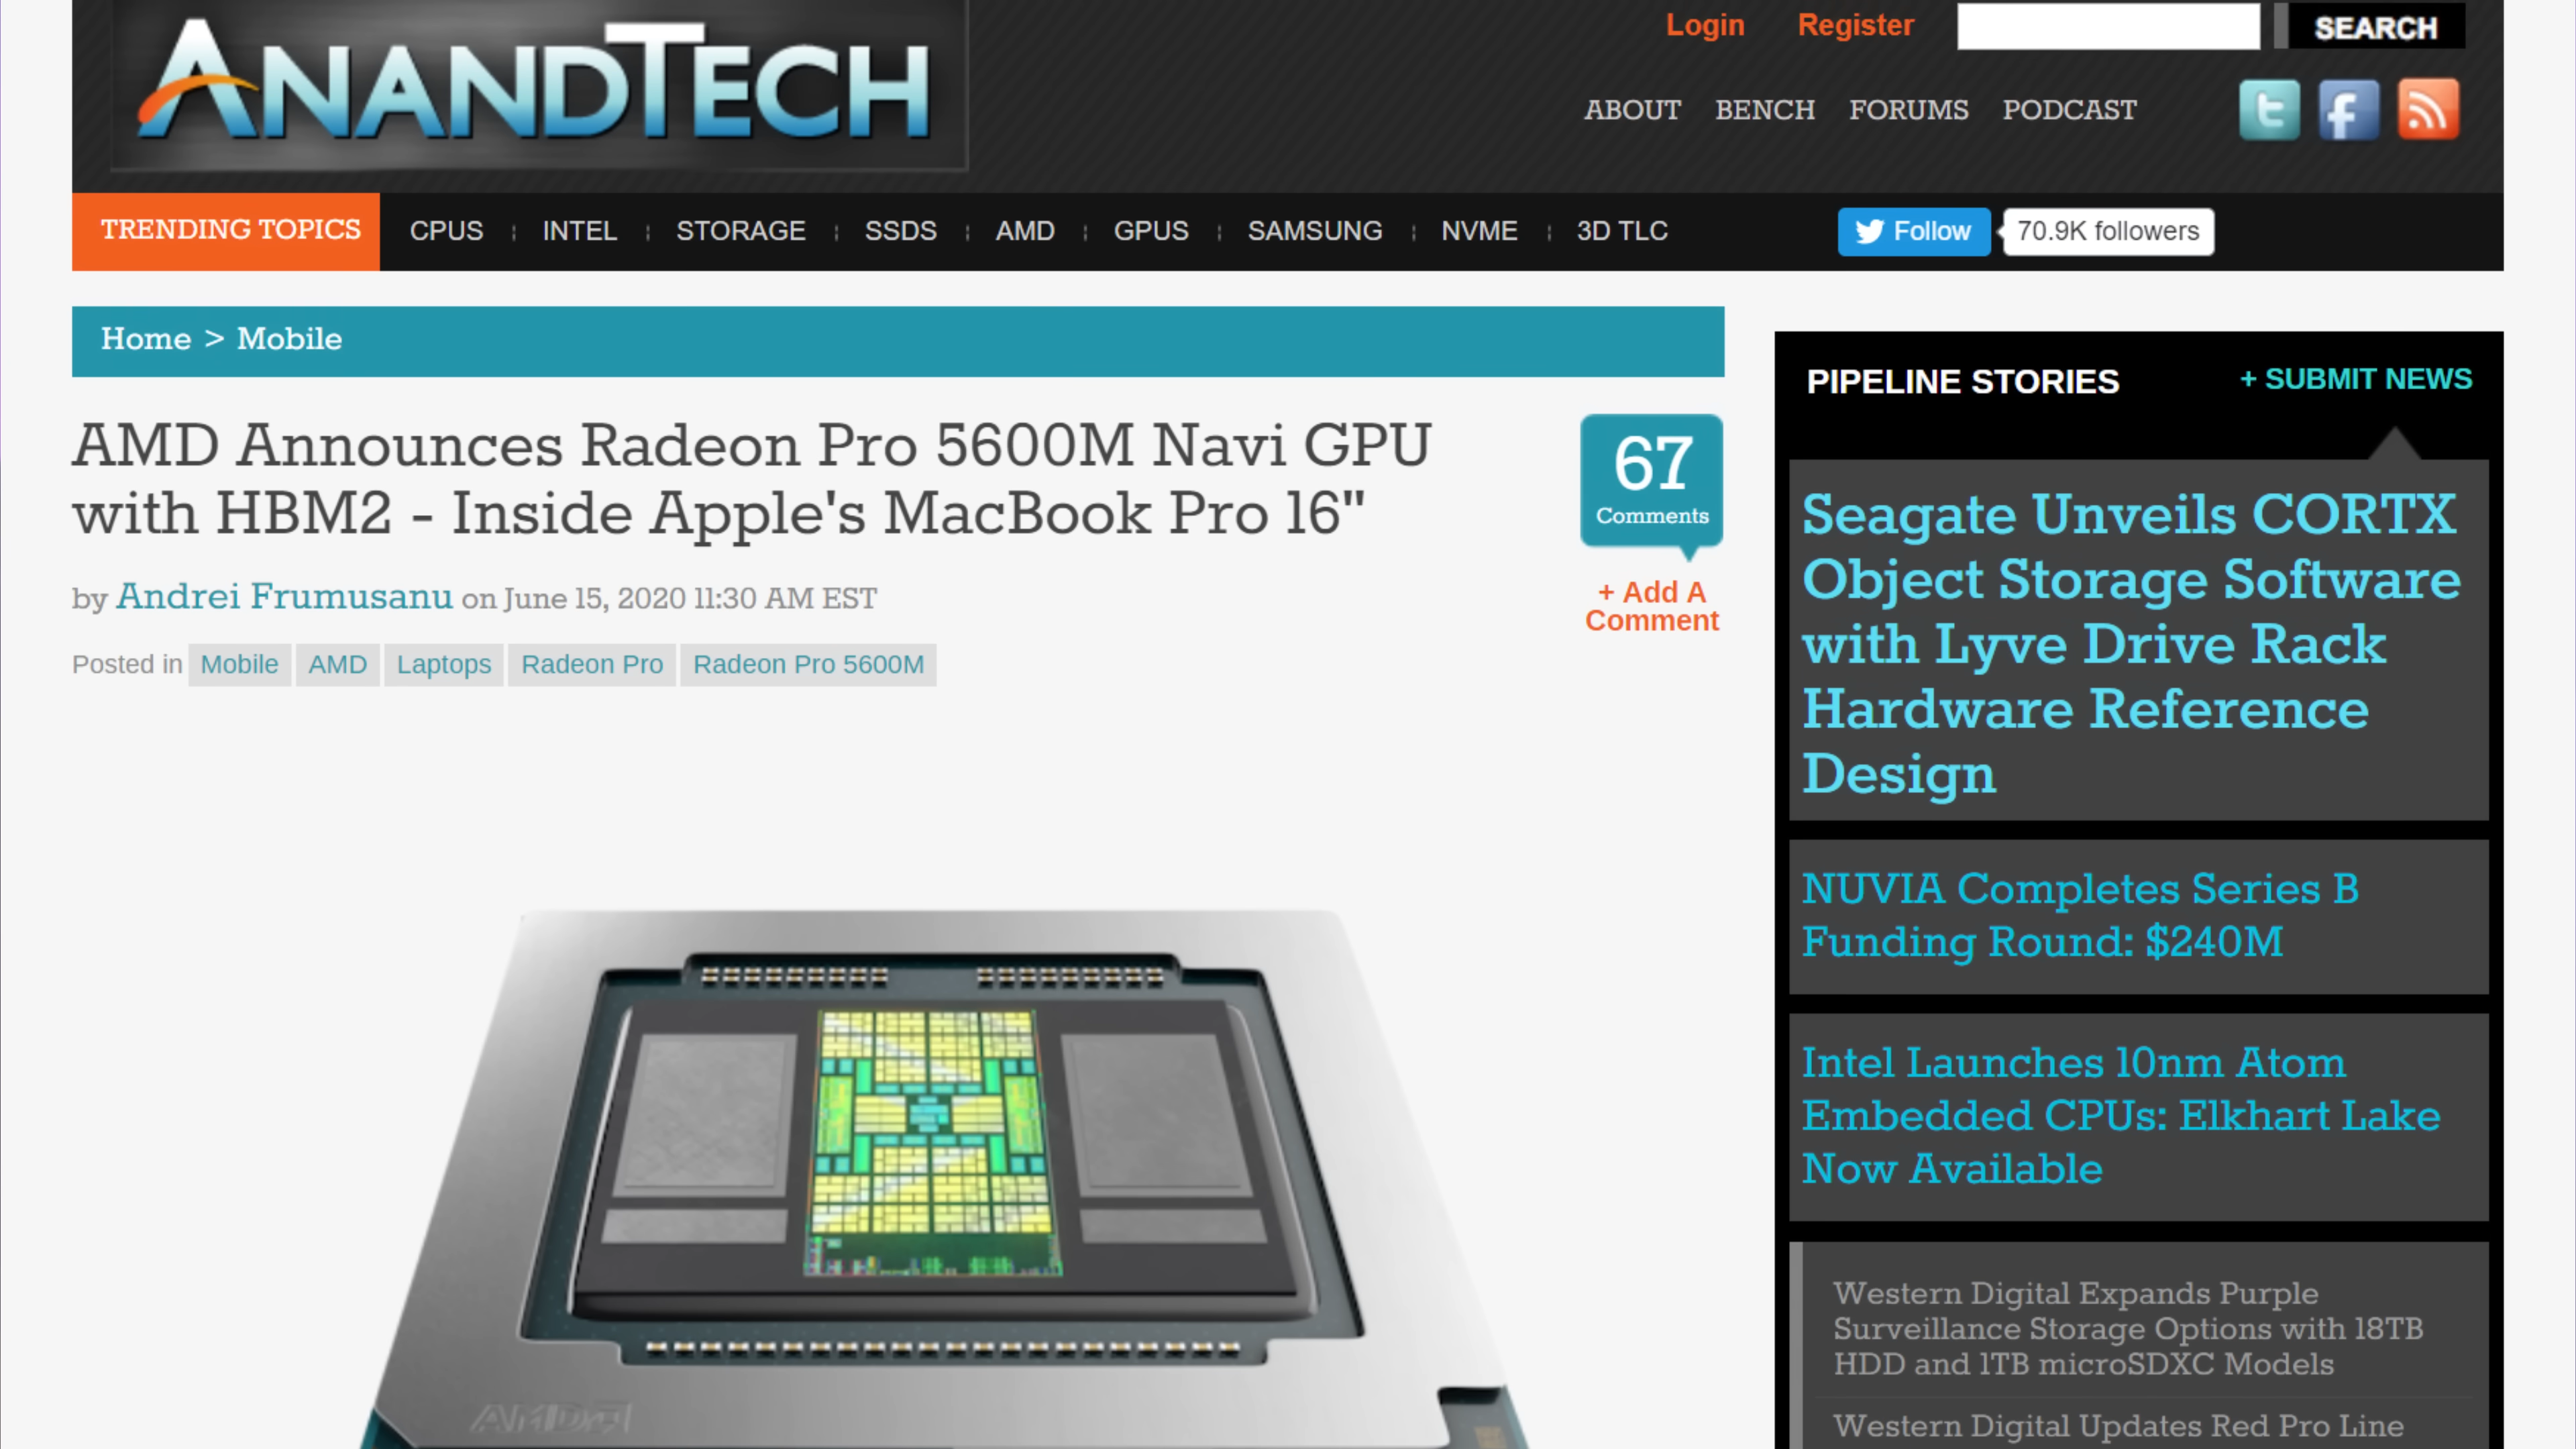 ANANDTECH
Login Register SEARCH
ABOUT BENCH FORUMS PODCAST
TRENDING TOPICS CPUS INTEL STORAGE SSDS AMD GPUS SAMSUNG NVME 3D TLC Follow 70.9K followers
Home > Mobile
AMD Announces Radeon Pro 5600M Navi GPU
with HBM2 - Inside Apple's MacBook Pro 16"
by Andrei Frumusanu on June 15, 2020 11:30 AM EST
Posted in Mobile AMD Laptops Radeon Pro Radeon Pro 5600M
67
Comments
+ Add A
Comment
AMD
PIPELINE STORIES + SUBMIT NEWS
Seagate Unveils CORTX
Object Storage Software
with Lyve Drive Rack
Hardware Reference
Design
NUVIA Completes Series B
Funding Round: $240M
Intel Launches 10nm Atom
Embedded CPUs: Elkhart Lake
Now Available
Western Digital Expands Purple
Surveillance Storage Options with 18TB
HDD and 1TB microSDXC Models
Western Digital Updates Red Pro Line